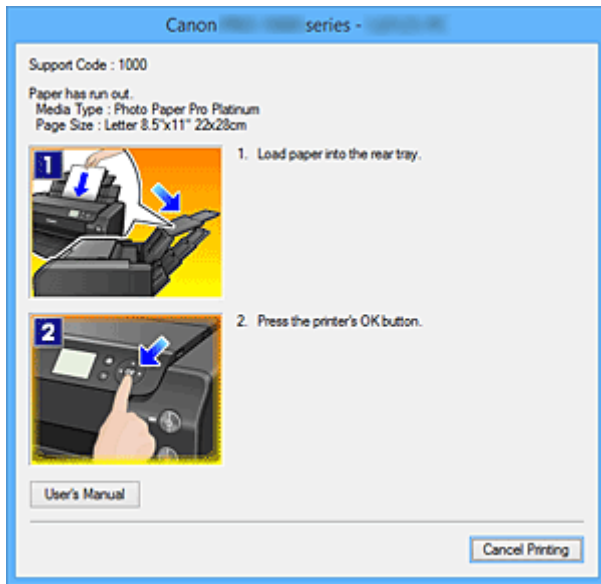 Canon series -
Support Code : 1000
Paper has run out.
Media Type : Photo Paper Pro Platinum
Page Size : Letter 8.5"x11" 22x28cm
1
1. Load paper into the rear tray.
2
2. Press the printer's OK button.
User's Manual
Cancel Printing